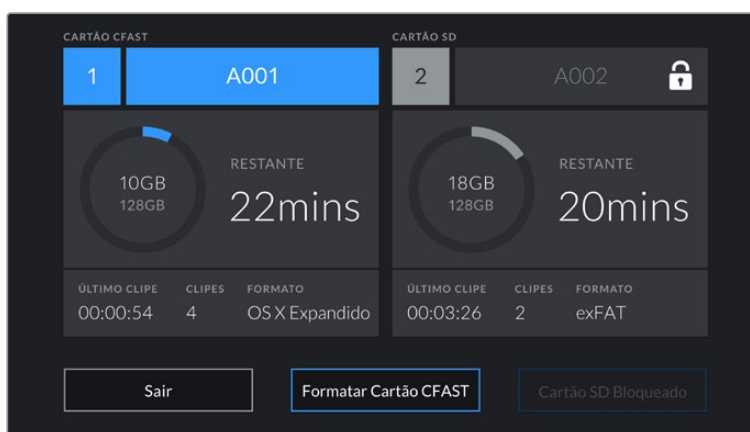 CARTÃO CFAST
1
A001
10GB
128GB
RESTANTE
22mins
ÚLTIMO CLIPE CLIPES FORMATO
00:00:54 4 OS X Expandido
CARTÃO SD
2
A002
18GB
128GB
RESTANTE
20mins
ÚLTIMO CLIPE CLIPES FORMATO
00:03:26 2 exFAT
Sair
Formatar Cartão CFAST
Cartão SD Bloqueado